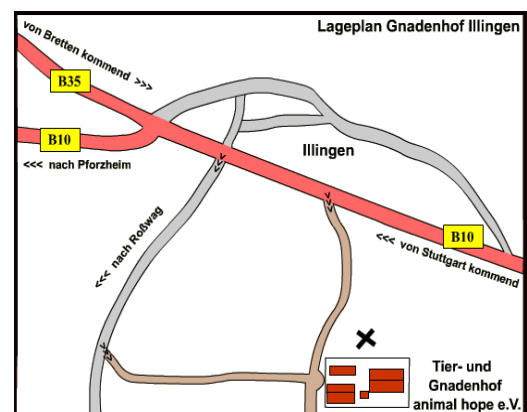 Lageplan Gnadenhof Illingen
von Bretten kommend >>>
B35
B10
<<< nach Pforzheim
Illingen
B10
<<< von Stuttgart kommend
<<< nach Roßwag
Tier- und
Gnadenhof
animal hope e.V.